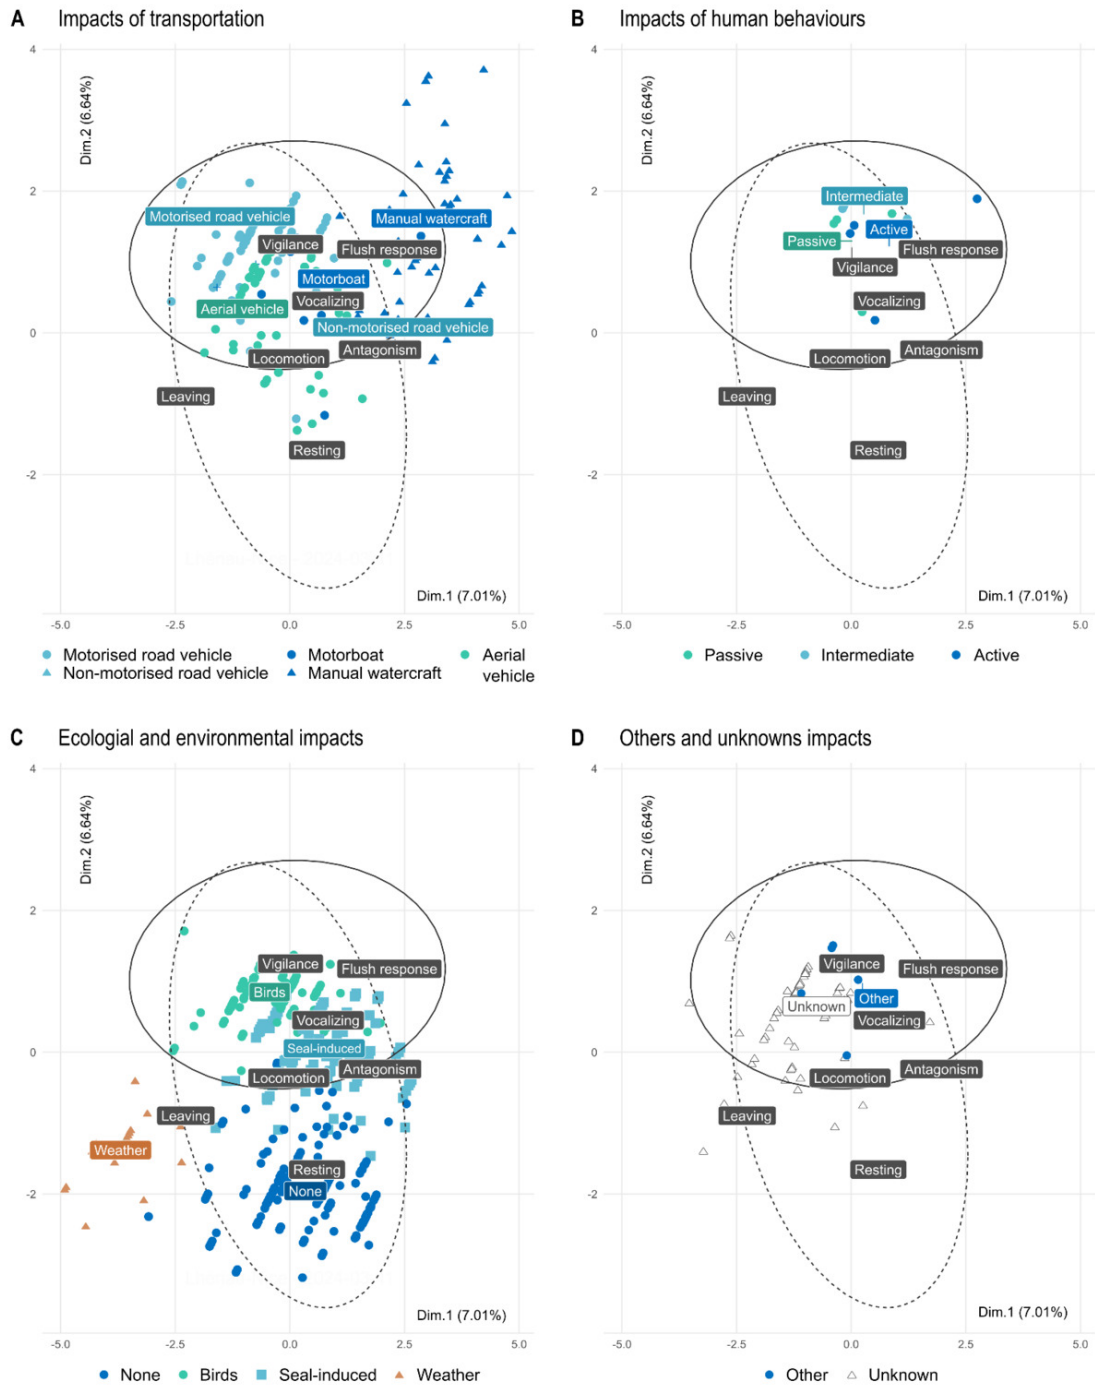 A Impacts of transportation
4
Dim.2 (6.64%)
2
Motorised road vehicle
Manual watercraft
Vigilance
Flush response
Motorboat
Aerial vehicle
Vocalizing
Non-motorised road vehicle
0
Antagonism
Locomotion
Leaving
Resting
-2
Dim.1 (7.01%)
-5.0 -2.5 0.0 2.5 5.0
Motorised road vehicle Motorboat Aerial vehicle
Non-motorised road vehicle Manual watercraft
B Impacts of human behaviours
4
Dim.2 (6.64%)
2
Intermediate
Active
Passive
Flush response
Vigilance
Vocalizing
0
Antagonism
Locomotion
Leaving
Resting
-2
Dim.1 (7.01%)
-5.0 -2.5 0.0 2.5 5.0
Passive Intermediate Active
C Ecologial and environmental impacts
4
Dim.2 (6.64%)
2
Vigilance
Flush response
Birds
Vocalizing
Seal-induced
0
Antagonism
Locomotion
Leaving
Weather
Resting
None
-2
Dim.1 (7.01%)
-5.0 -2.5 0.0 2.5 5.0
None Birds Seal-induced Weather
D Others and unknowns impacts
4
Dim.2 (6.64%)
2
Vigilance
Flush response
Other
Unknown
Vocalizing
0
Antagonism
Locomotion
Leaving
Resting
-2
Dim.1 (7.01%)
-5.0 -2.5 0.0 2.5 5.0
Other Unknown